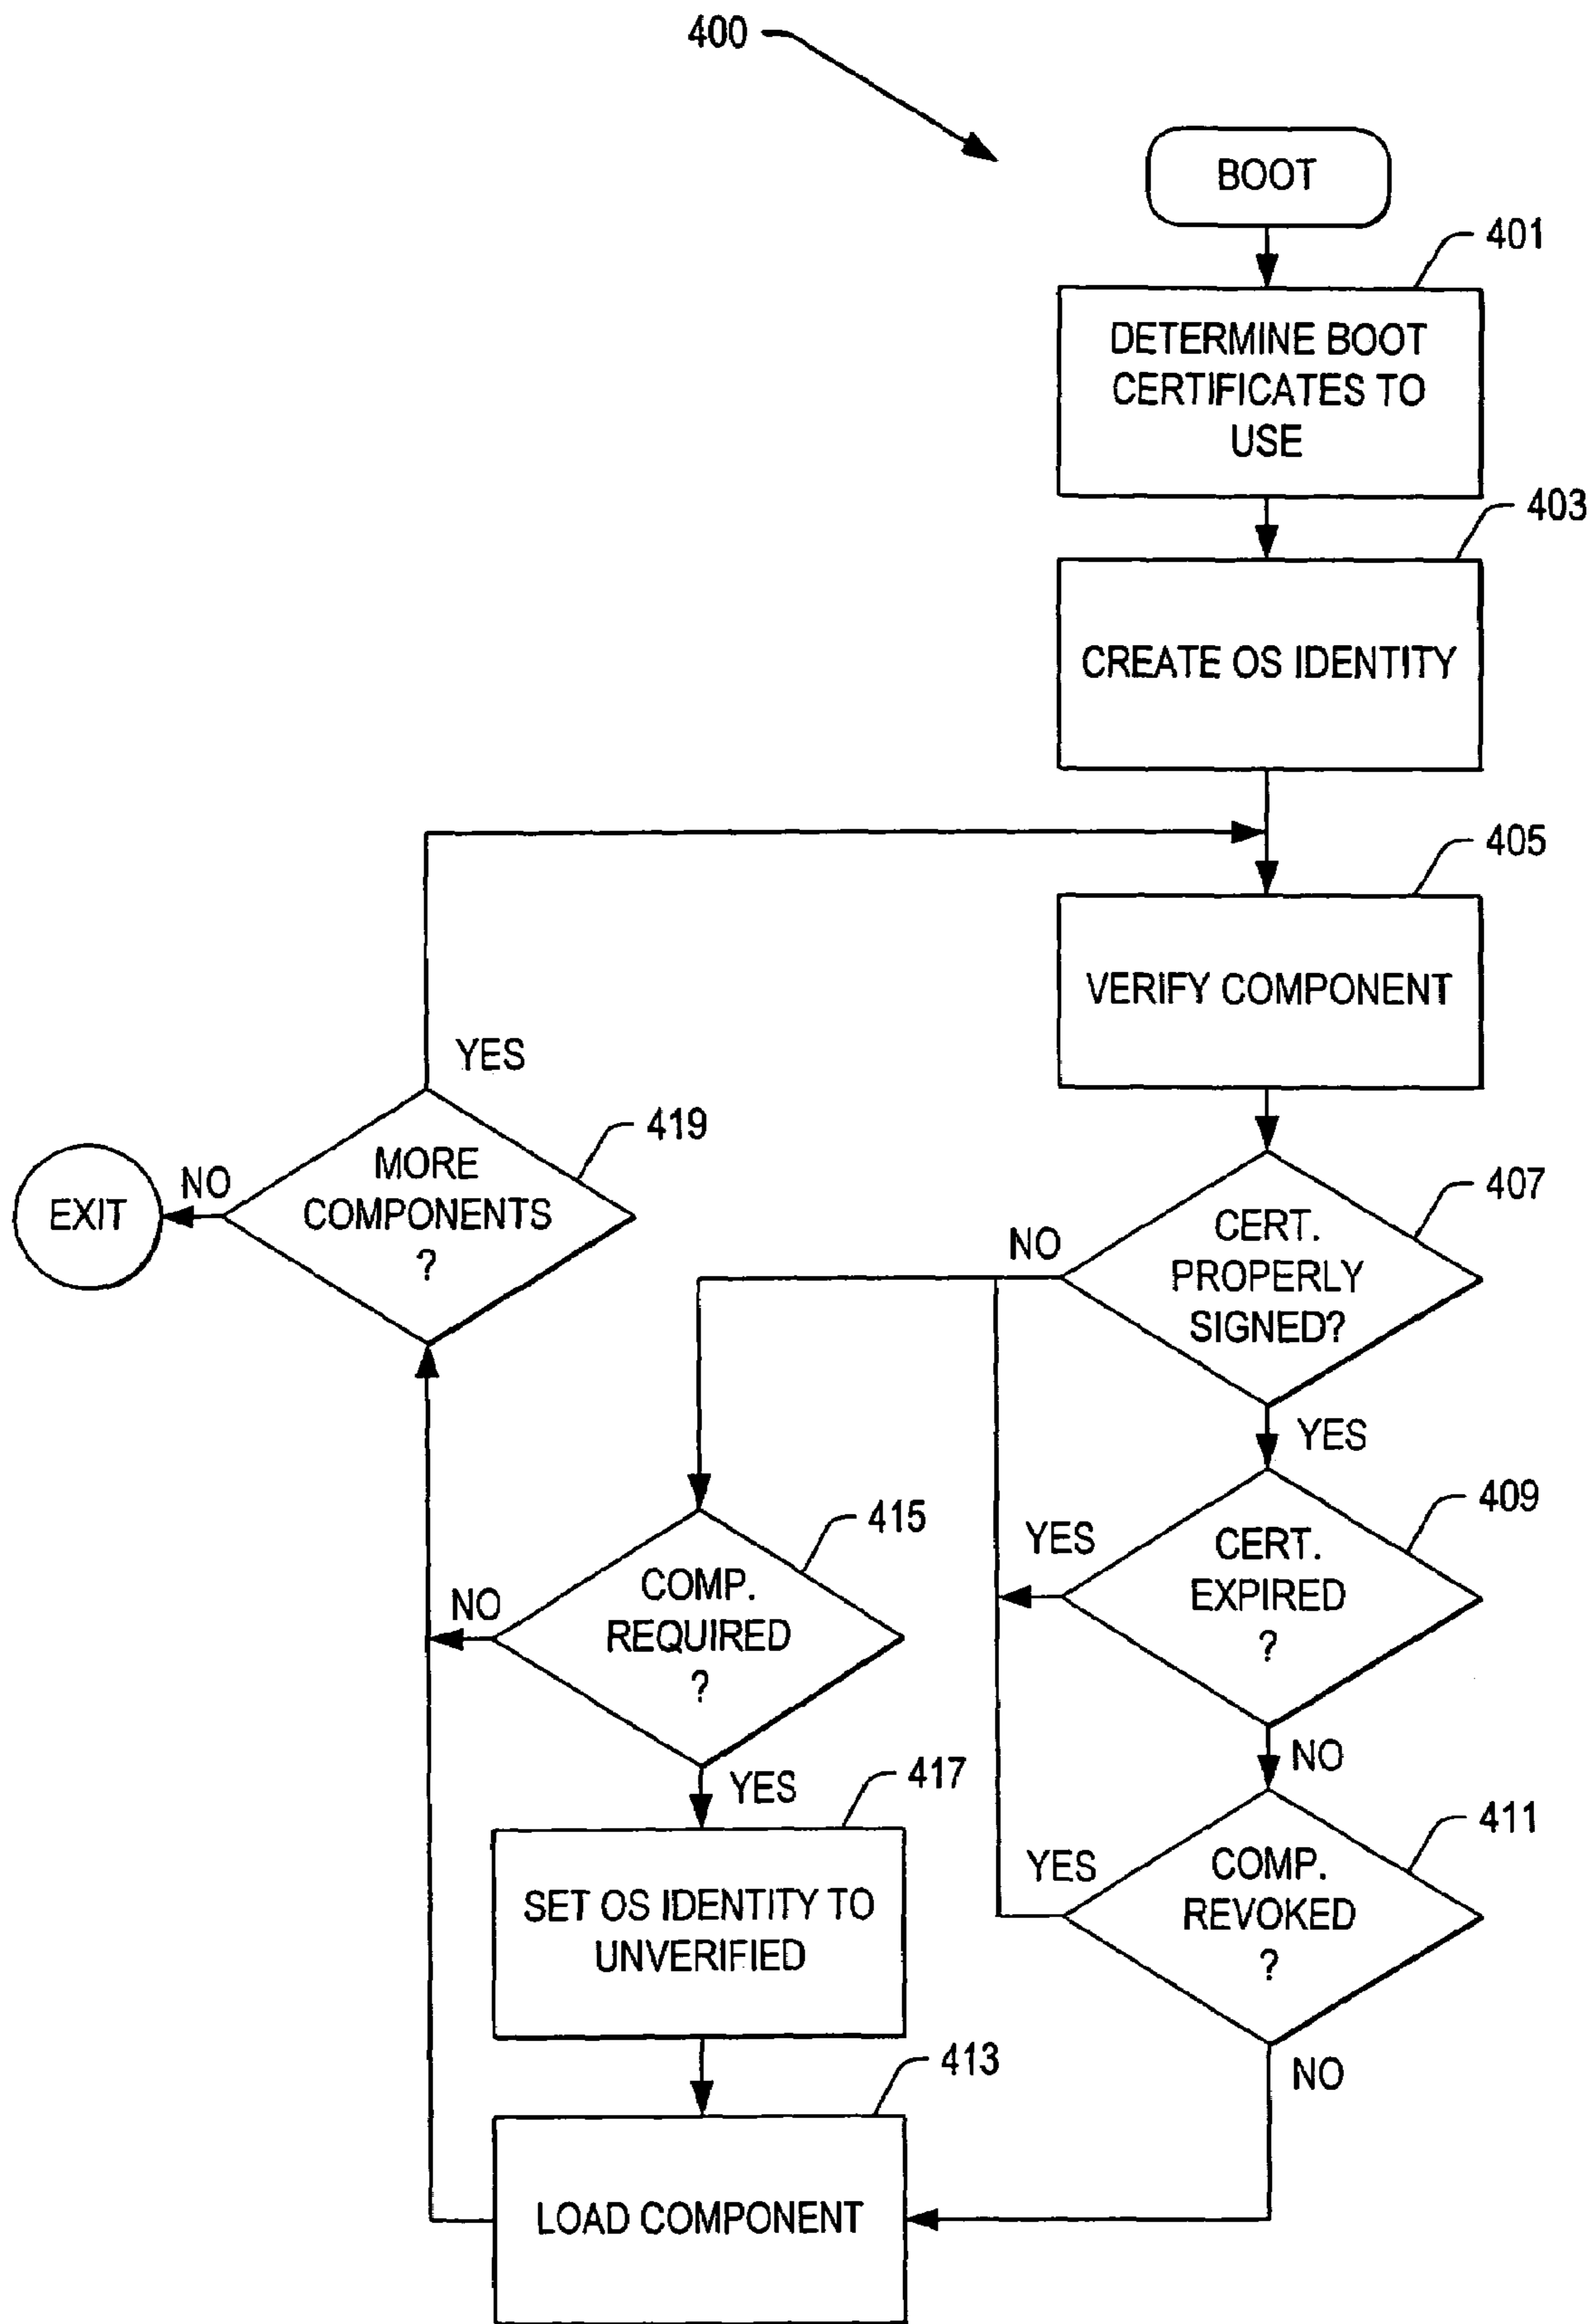 400
BOOT
401
DETERMINE BOOT
CERTIFICATES TO
USE
403
CREATE OS IDENTITY
405
VERIFY COMPONENT
YES
419
MORE
COMPONENTS
?
NO
EXIT
407
CERT.
PROPERLY
SIGNED?
NO
YES
409
CERT.
EXPIRED
?
YES
NO
415
COMP.
REQUIRED
?
NO
YES
411
COMP.
REVOKED
?
YES
NO
417
SET OS IDENTITY TO
UNVERIFIED
413
LOAD COMPONENT